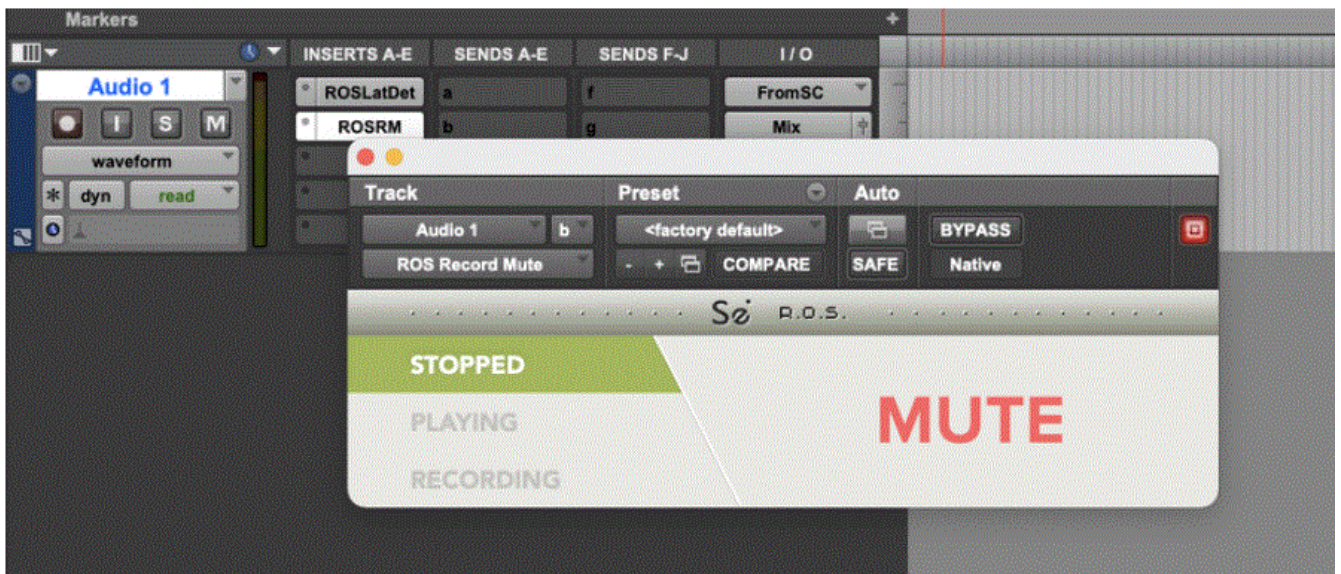 Markers
INSERTS A-E SENDS A-E SENDS F-J I / O
Audio 1 ROSLatDet a f FromSC
I S M ROSRM b g Mix
waveform
dyn read
Track Preset Auto
Audio 1 b <factory default> BYPASS
ROS Record Mute - + COMPARE SAFE Native
R.O.S.
STOPPED
MUTE
PLAYING
RECORDING